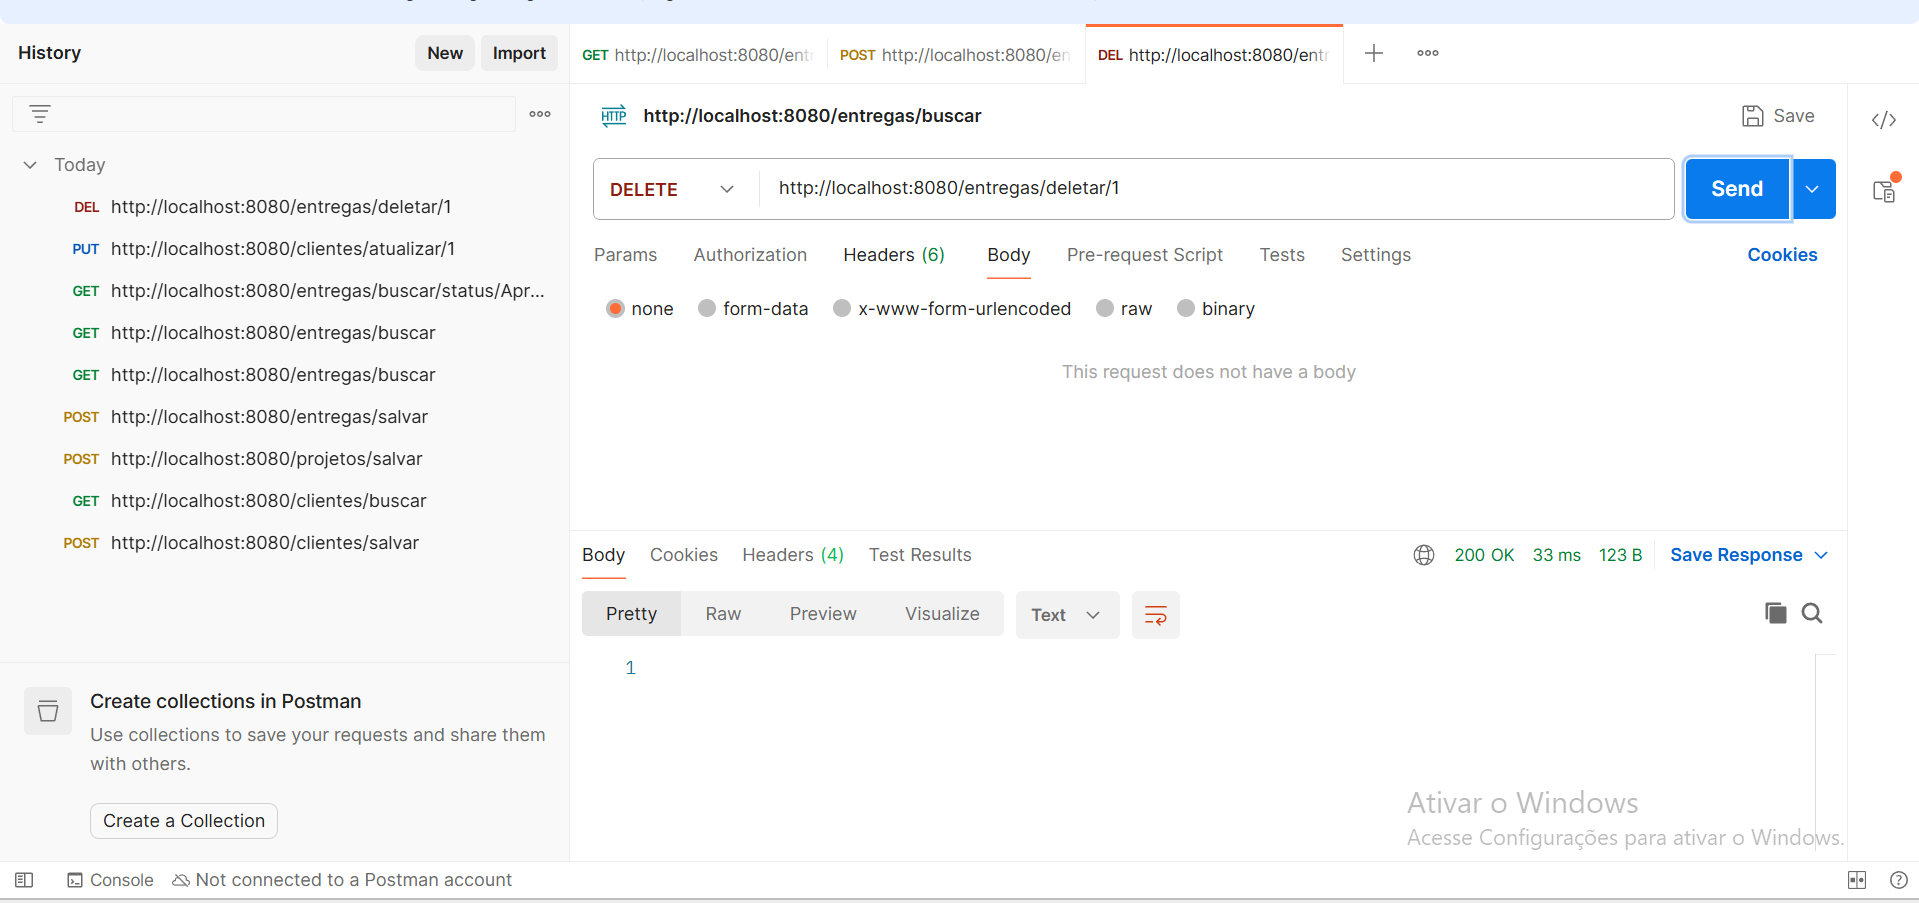 History
New
Import
GET http://localhost:8080/ent
POST http://localhost:8080/en
DEL http://localhost:8080/entr
HTTP http://localhost:8080/entregas/buscar
Save
Today
DELETE
http://localhost:8080/entregas/deletar/1
Send
DEL http://localhost:8080/entregas/deletar/1
PUT http://localhost:8080/clientes/atualizar/1
GET http://localhost:8080/entregas/buscar/status/Apr...
GET http://localhost:8080/entregas/buscar
GET http://localhost:8080/entregas/buscar
POST http://localhost:8080/entregas/salvar
POST http://localhost:8080/projetos/salvar
GET http://localhost:8080/clientes/buscar
POST http://localhost:8080/clientes/salvar
Params Authorization Headers (6) Body Pre-request Script Tests Settings Cookies
none form-data x-www-form-urlencoded raw binary
This request does not have a body
Body Cookies Headers (4) Test Results 200 OK 33 ms 123 B Save Response
Pretty Raw Preview Visualize Text
1
Create collections in Postman
Use collections to save your requests and share them
with others.
Create a Collection
Ativar o Windows
Acesse Configurações para ativar o Windows.
Console Not connected to a Postman account